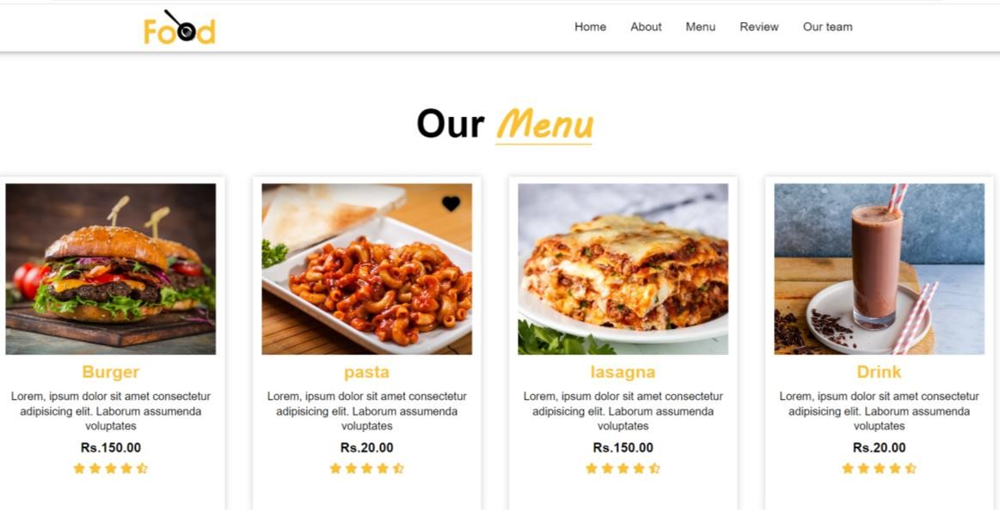 Food
Home About Menu Review Our team
Our Menu
Burger
Lorem, ipsum dolor sit amet consectetur
adipisicing elit. Laborum assumenda
voluptates
Rs.150.00
pasta
Lorem, ipsum dolor sit amet consectetur
adipisicing elit. Laborum assumenda
voluptates
Rs.20.00
lasagna
Lorem, ipsum dolor sit amet consectetur
adipisicing elit. Laborum assumenda
voluptates
Rs.150.00
Drink
Lorem, ipsum dolor sit amet consectetur
adipisicing elit. Laborum assumenda
voluptates
Rs.20.00